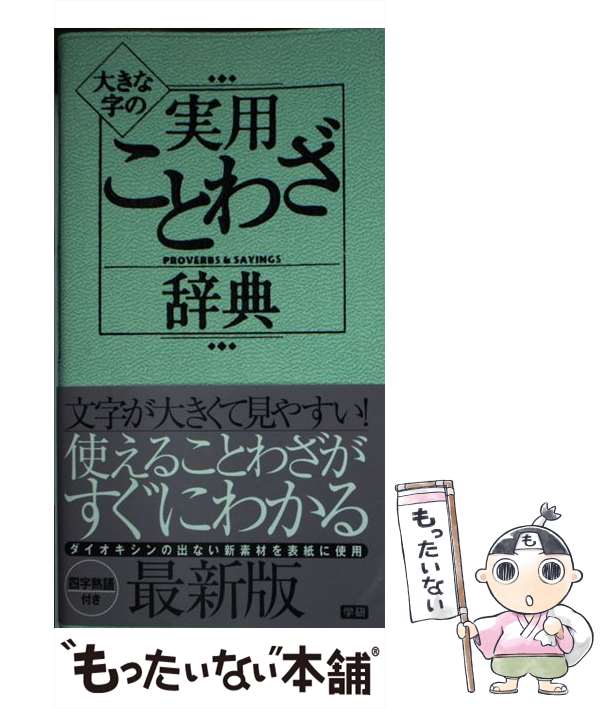 大きな
字の
実用
ことわざ
PROVERBS & SAYINGS
辞典
文字が大きくて見やすい!
使えることわざが
すぐにわかる
ダイオキシンの出ない新素材を表紙に使用
四字熟語
付き
最新版
学研
"もったいない"本舗®
も
もったいない